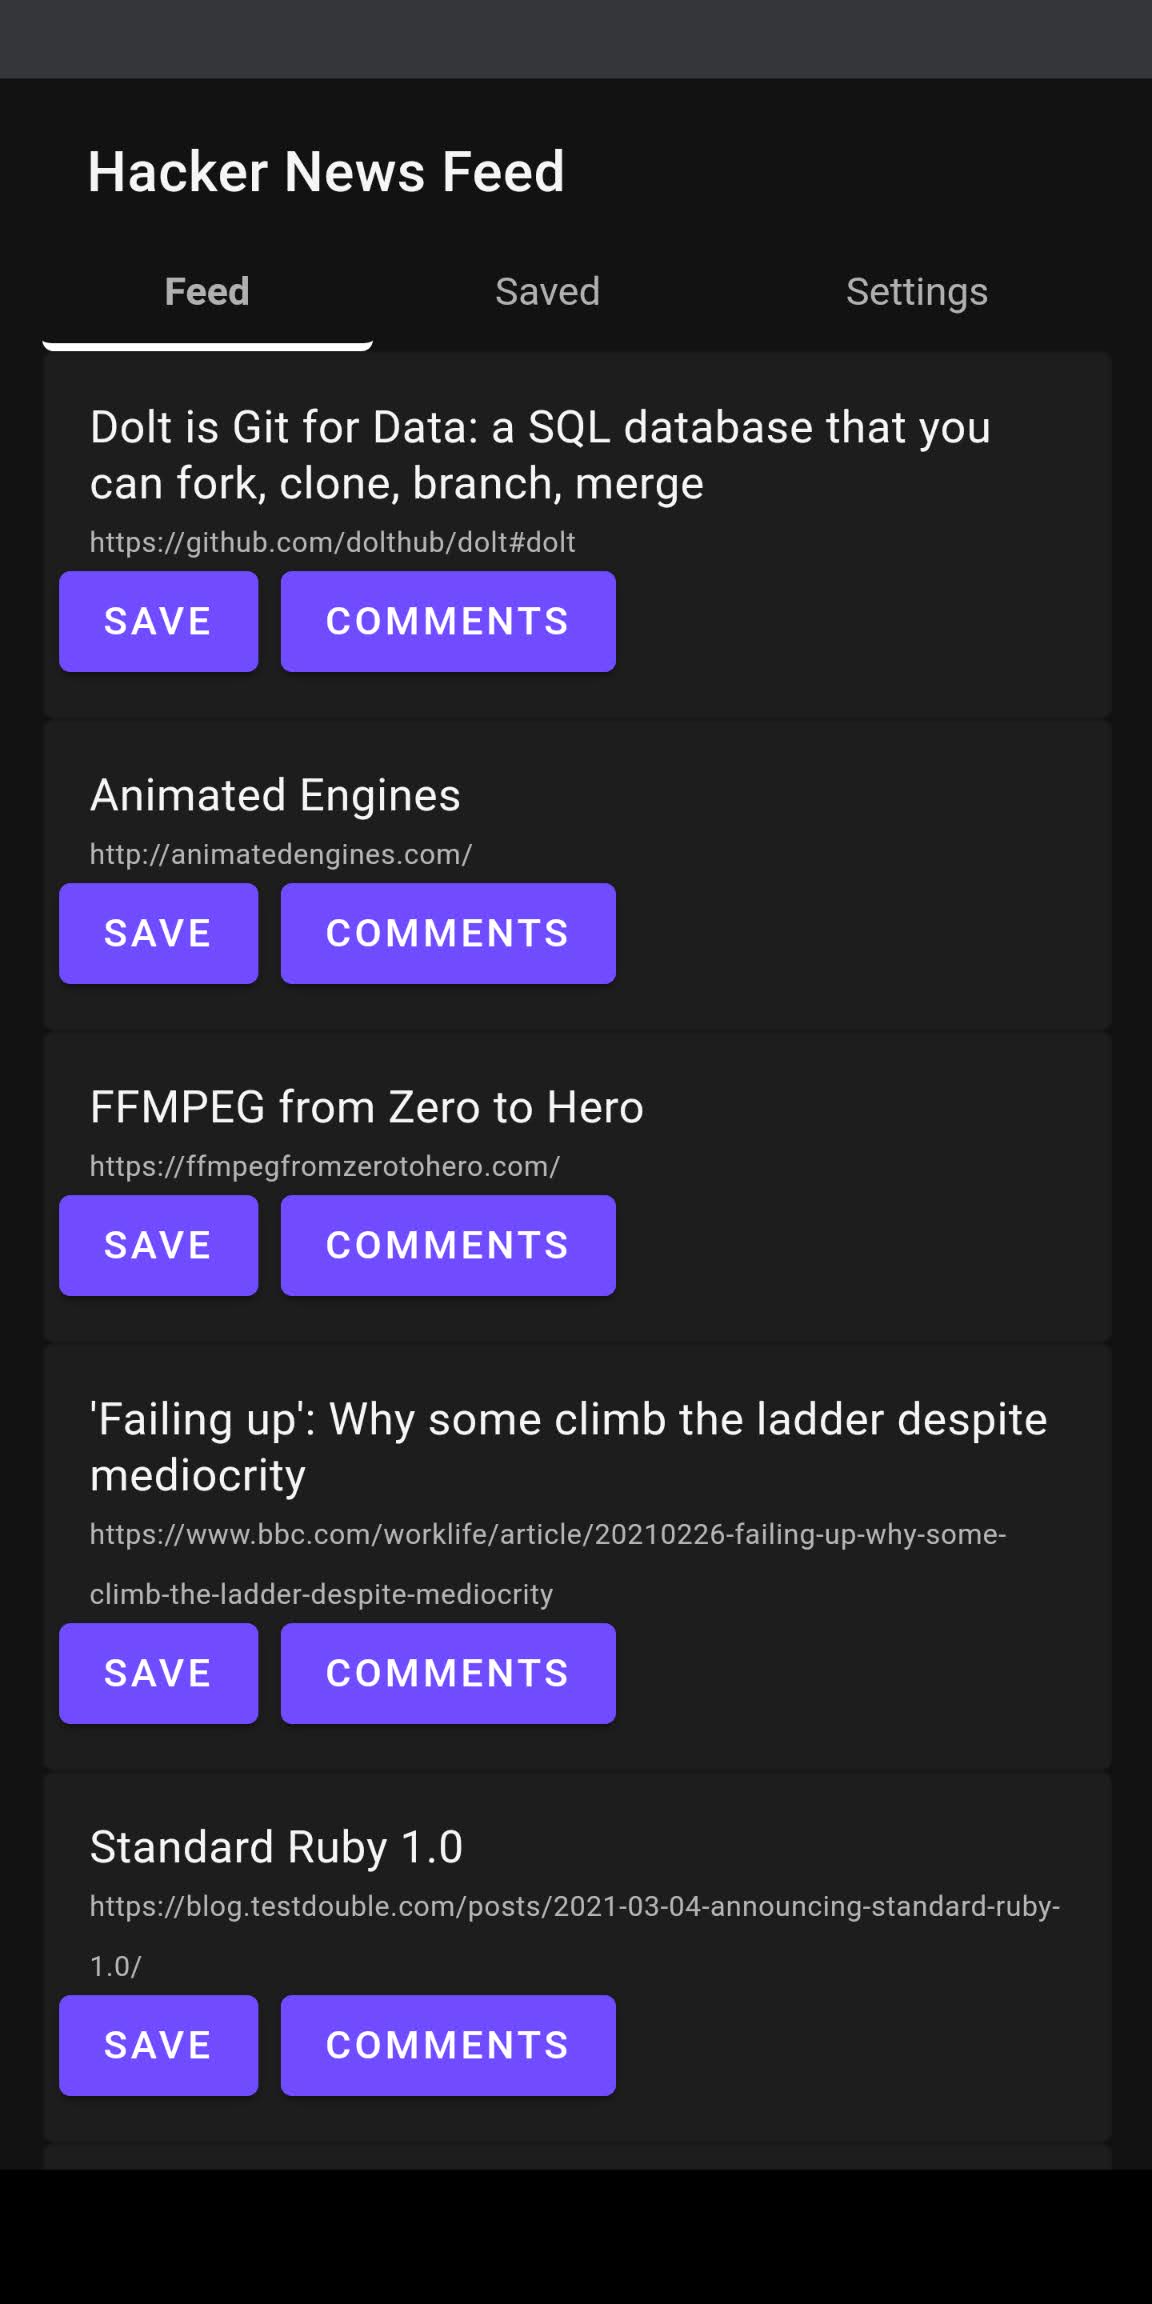 Hacker News Feed
Feed Saved Settings
Dolt is Git for Data: a SQL database that you
can fork, clone, branch, merge
https://github.com/dolthub/dolt#dolt
SAVE COMMENTS
Animated Engines
http://animatedengines.com/
SAVE COMMENTS
FFMPEG from Zero to Hero
https://ffmpegfromzerotohero.com/
SAVE COMMENTS
'Failing up': Why some climb the ladder despite
mediocrity
https://www.bbc.com/worklife/article/20210226-failing-up-why-some-
climb-the-ladder-despite-mediocrity
SAVE COMMENTS
Standard Ruby 1.0
https://blog.testdouble.com/posts/2021-03-04-announcing-standard-ruby-
1.0/
SAVE COMMENTS